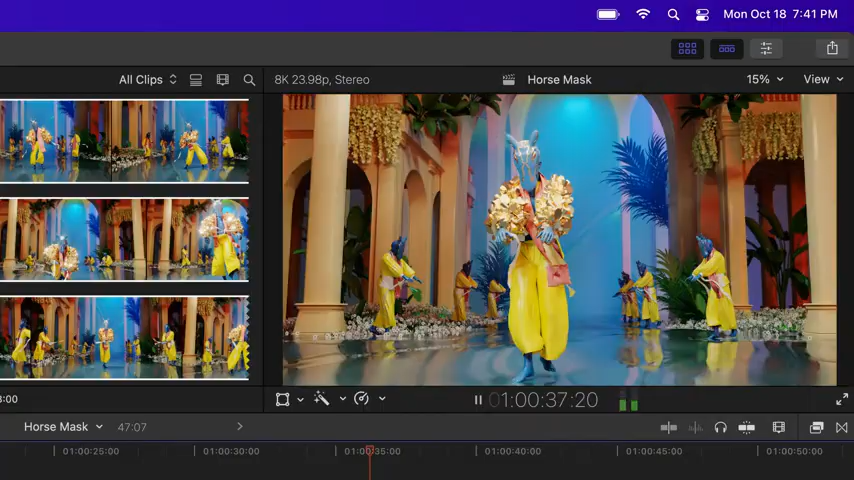 Mon Oct 18 7:41 PM
All Clips
8K 23.98p, Stereo
Horse Mask
15%
View
3:00
01:00:37:20
Horse Mask
47:07
01:00:25:00
01:00:30:00
01:00:35:00
01:00:40:00
01:00:45:00
01:00:50:00